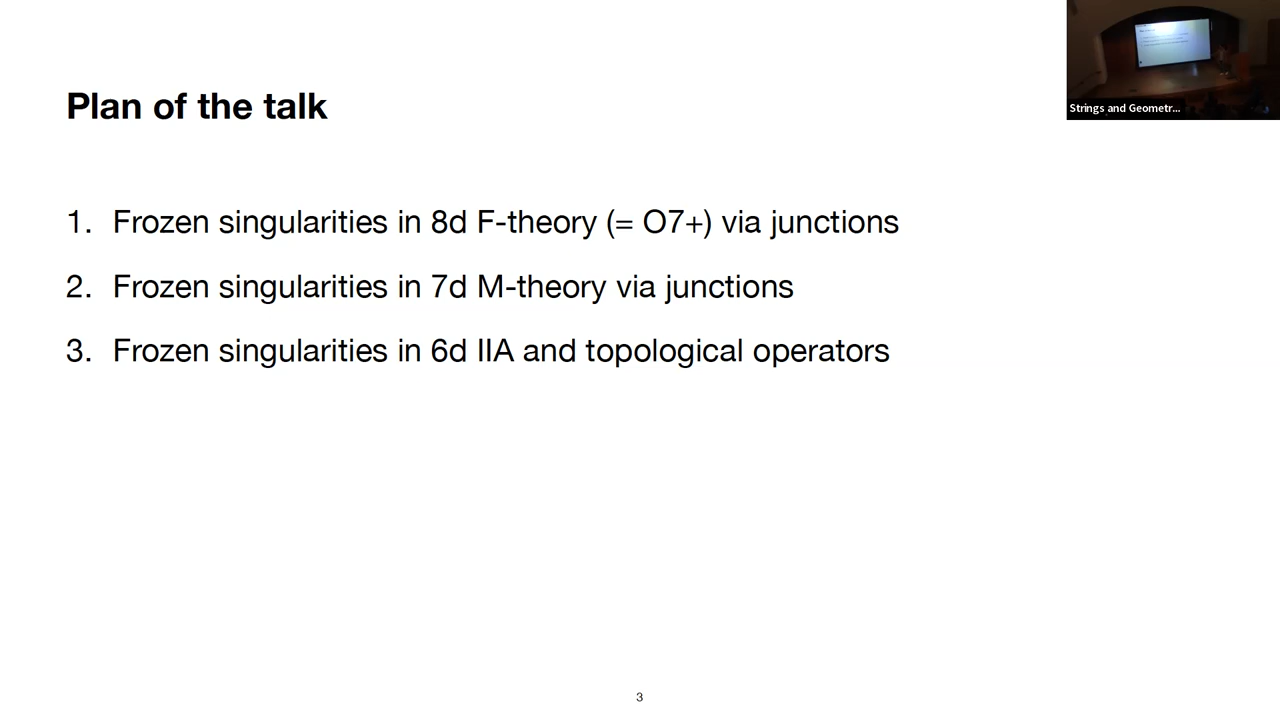 Strings and Geometr...
Plan of the talk
1. Frozen singularities in 8d F-theory (= O7+) via junctions
2. Frozen singularities in 7d M-theory via junctions
3. Frozen singularities in 6d IIA and topological operators
3